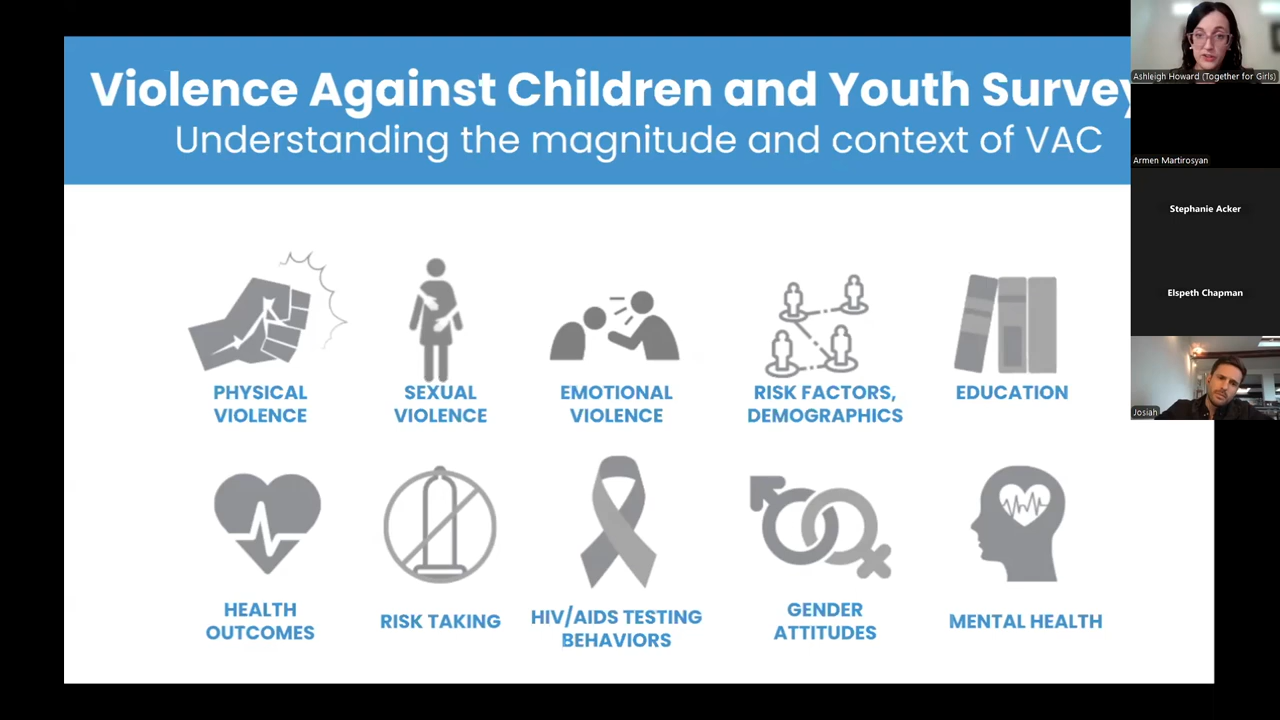 Violence Against Children and Youth Survey
Understanding the magnitude and context of VAC
PHYSICAL
VIOLENCE
SEXUAL
VIOLENCE
EMOTIONAL
VIOLENCE
RISK FACTORS,
DEMOGRAPHICS
EDUCATION
HEALTH
OUTCOMES
RISK TAKING
HIV/AIDS TESTING
BEHAVIORS
GENDER
ATTITUDES
MENTAL HEALTH
Ashleigh Howard (Together for Girls)
Armen Martirosyan
Stephanie Acker
Elspeth Chapman
Josiah